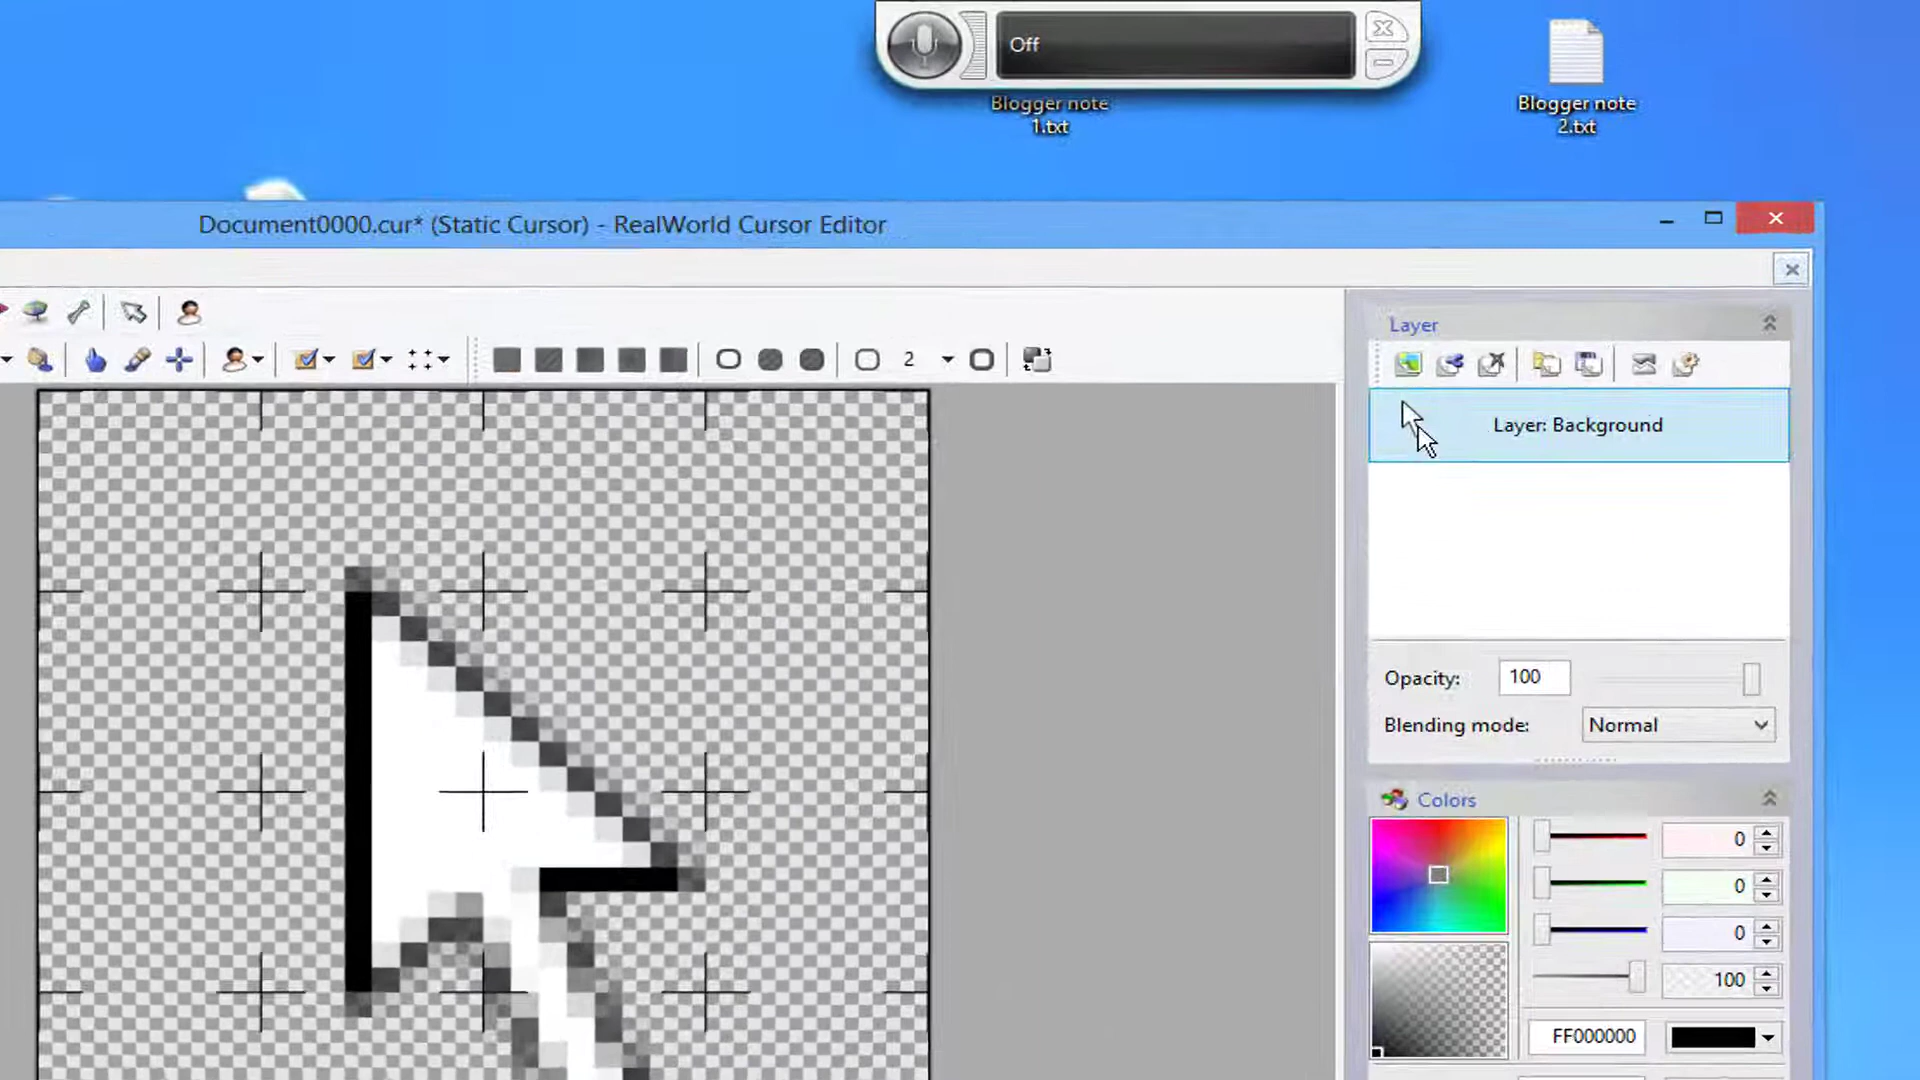 Off
Blogger note
1.txt
Blogger note
2.txt
Document0000.cur* (Static Cursor) - RealWorld Cursor Editor
2
Layer
Layer: Background
Opacity: 100
Blending mode: Normal
Colors
0
0
0
100
FF000000